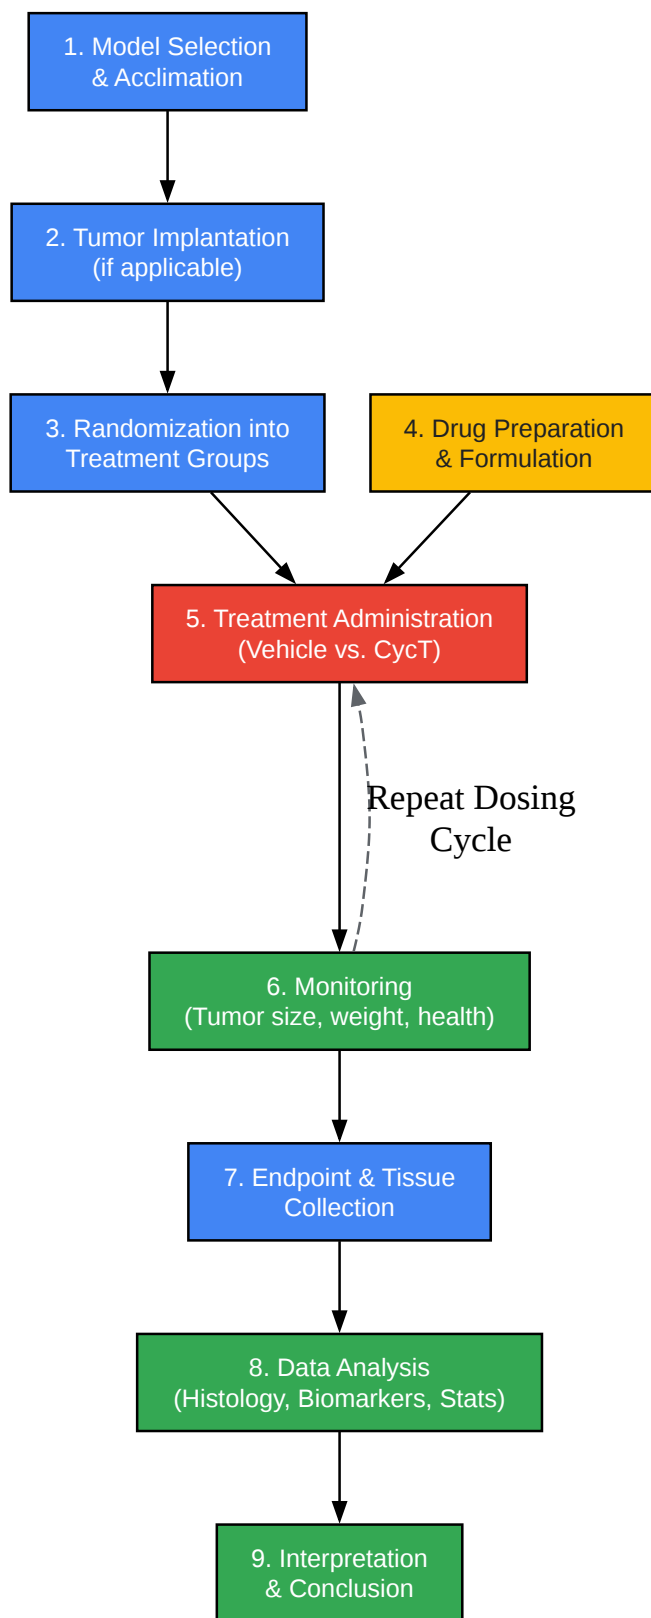 1. Model Selection
& Acclimation
2. Tumor Implantation
(if applicable)
3. Randomization into
Treatment Groups
4. Drug Preparation
& Formulation
5. Treatment Administration
(Vehicle vs. CycT)
Repeat Dosing
Cycle
6. Monitoring
(Tumor size, weight, health)
7. Endpoint & Tissue
Collection
8. Data Analysis
(Histology, Biomarkers, Stats)
9. Interpretation
& Conclusion